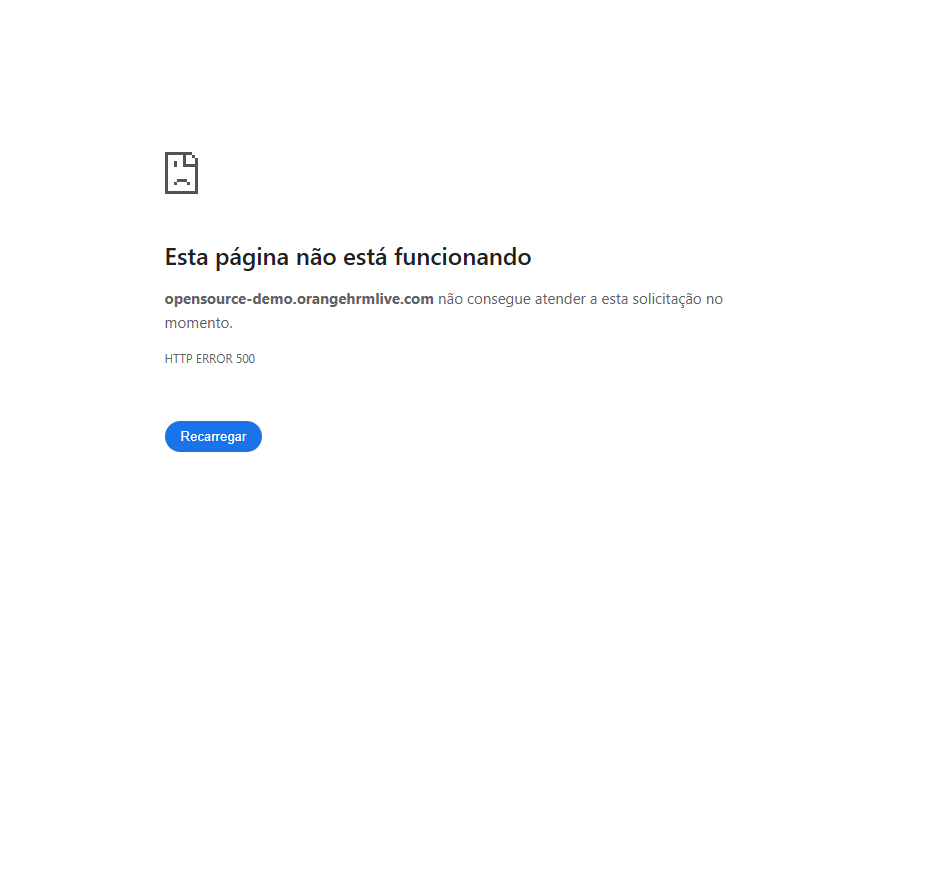 Esta página não está funcionando
opensource-demo.orangehrmlive.com não consegue atender a esta solicitação no
momento.
HTTP ERROR 500
Recarregar